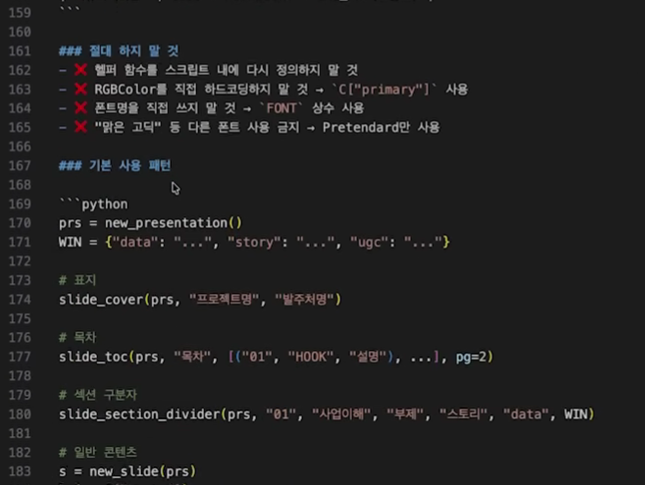 159 ```
160
161 ### 절대 하지 말 것
162 - ❌ 헬퍼 함수를 스크립트 내에 다시 정의하지 말 것
163 - ❌ RGBColor를 직접 하드코딩하지 말 것 → `C["primary"]` 사용
164 - ❌ 폰트명을 직접 쓰지 말 것 → `FONT` 상수 사용
165 - ❌ "맑은 고딕" 등 다른 폰트 사용 금지 → Pretendard만 사용
166
167 ### 기본 사용 패턴
168
169 ```python
170 prs = new_presentation()
171 WIN = {"data": "...", "story": "...", "ugc": "..."}
172
173 # 표지
174 slide_cover(prs, "프로젝트명", "발주처명")
175
176 # 목차
177 slide_toc(prs, "목차", [("01", "HOOK", "설명"), ...], pg=2)
178
179 # 섹션 구분자
180 slide_section_divider(prs, "01", "사업이해", "부제", "스토리", "data", WIN)
181
182 # 일반 콘텐츠
183 s = new_slide(prs)